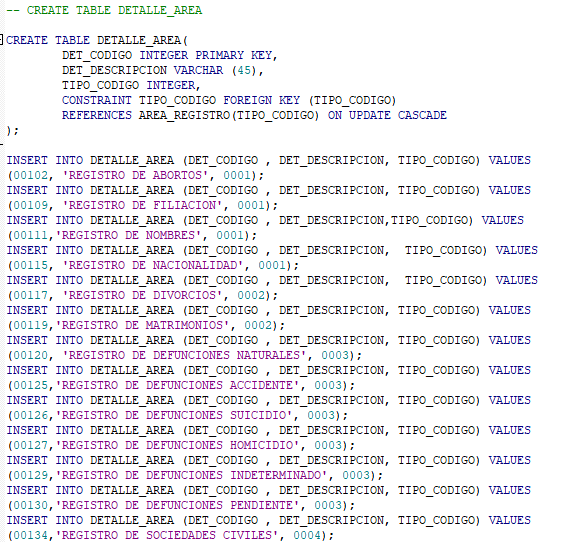 -- CREATE TABLE DETALLE_AREA
CREATE TABLE DETALLE_AREA(
DET_CODIGO INTEGER PRIMARY KEY,
DET_DESCRIPCION VARCHAR (45),
TIPO_CODIGO INTEGER,
CONSTRAINT TIPO_CODIGO FOREIGN KEY (TIPO_CODIGO)
REFERENCES AREA_REGISTRO(TIPO_CODIGO) ON UPDATE CASCADE
);
INSERT INTO DETALLE_AREA (DET_CODIGO , DET_DESCRIPCION, TIPO_CODIGO) VALUES
(00102, 'REGISTRO DE ABORTOS', 0001);
INSERT INTO DETALLE_AREA (DET_CODIGO , DET_DESCRIPCION, TIPO_CODIGO) VALUES
(00109, 'REGISTRO DE FILIACION', 0001);
INSERT INTO DETALLE_AREA (DET_CODIGO , DET_DESCRIPCION,TIPO_CODIGO) VALUES
(00111,'REGISTRO DE NOMBRES', 0001);
INSERT INTO DETALLE_AREA (DET_CODIGO , DET_DESCRIPCION,  TIPO_CODIGO) VALUES
(00115, 'REGISTRO DE NACIONALIDAD', 0001);
INSERT INTO DETALLE_AREA (DET_CODIGO , DET_DESCRIPCION,  TIPO_CODIGO) VALUES
(00117, 'REGISTRO DE DIVORCIOS', 0002);
INSERT INTO DETALLE_AREA (DET_CODIGO , DET_DESCRIPCION, TIPO_CODIGO) VALUES
(00119,'REGISTRO DE MATRIMONIOS', 0002);
INSERT INTO DETALLE_AREA (DET_CODIGO , DET_DESCRIPCION, TIPO_CODIGO) VALUES
(00120, 'REGISTRO DE DEFUNCIONES NATURALES', 0003);
INSERT INTO DETALLE_AREA (DET_CODIGO , DET_DESCRIPCION, TIPO_CODIGO) VALUES
(00125,'REGISTRO DE DEFUNCIONES ACCIDENTE', 0003);
INSERT INTO DETALLE_AREA (DET_CODIGO , DET_DESCRIPCION, TIPO_CODIGO) VALUES
(00126,'REGISTRO DE DEFUNCIONES SUICIDIO', 0003);
INSERT INTO DETALLE_AREA (DET_CODIGO , DET_DESCRIPCION, TIPO_CODIGO) VALUES
(00127,'REGISTRO DE DEFUNCIONES HOMICIDIO', 0003);
INSERT INTO DETALLE_AREA (DET_CODIGO , DET_DESCRIPCION, TIPO_CODIGO) VALUES
(00129,'REGISTRO DE DEFUNCIONES INDETERMINADO', 0003);
INSERT INTO DETALLE_AREA (DET_CODIGO , DET_DESCRIPCION, TIPO_CODIGO) VALUES
(00130,'REGISTRO DE DEFUNCIONES PENDIENTE', 0003);
INSERT INTO DETALLE_AREA (DET_CODIGO , DET_DESCRIPCION, TIPO_CODIGO) VALUES
(00134,'REGISTRO DE SOCIEDADES CIVILES', 0004);